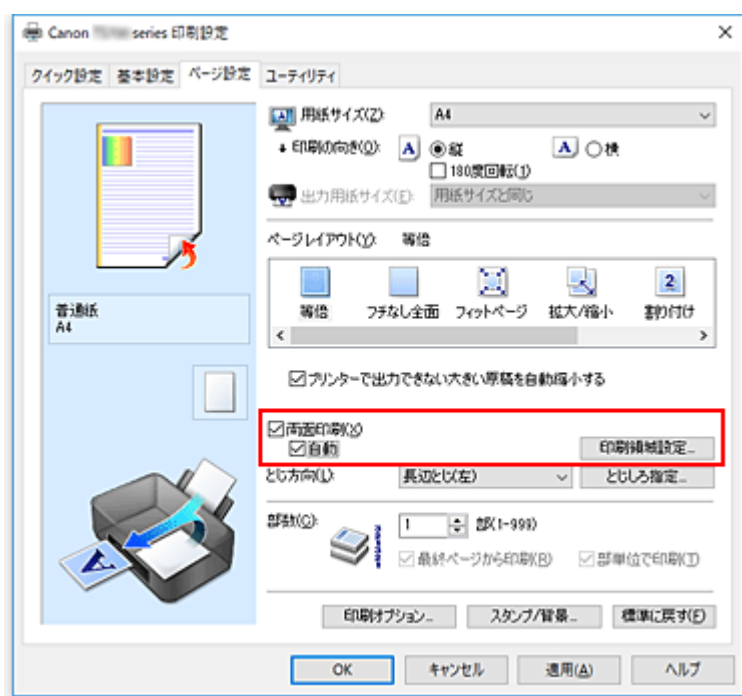 Canon series 印刷設定
クイック設定 基本設定 ページ設定 ユーティリティ
用紙サイズ(Z): A4
印刷の向き(O): A 縦 A 横
180度回転(1)
出力用紙サイズ(E): 用紙サイズと同じ
ページレイアウト(Y): 等倍
等倍 フチなし全面 フィットページ 拡大/縮小 割り付け
普通紙
A4
プリンターで出力できない大きい原稿を自動縮小する
両面印刷(X)
自動 印刷領域設定...
とじ方向(L): 長辺とじ(左) とじしろ指定...
部数(C): 1 部(1-999)
最終ページから印刷(R) 部単位で印刷(T)
印刷オプション... スタンプ/背景... 標準に戻す(F)
OK キャンセル 適用(A) ヘルプ